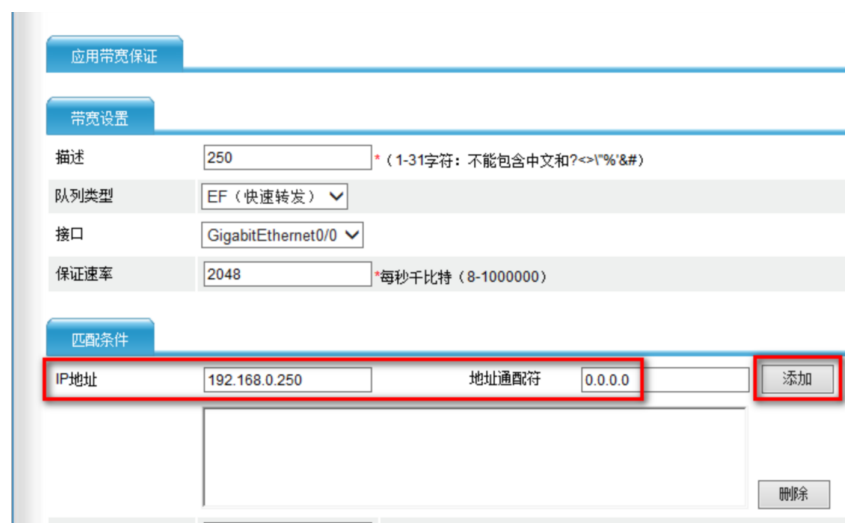 应用带宽保证
带宽设置
描述 250 *（1-31字符：不能包含中文和?<>\"%'&#）
队列类型 EF（快速转发）
接口 GigabitEthernet0/0
保证速率 2048 *每秒千比特（8-1000000）
匹配条件
IP地址 192.168.0.250 地址通配符 0.0.0.0 添加
删除